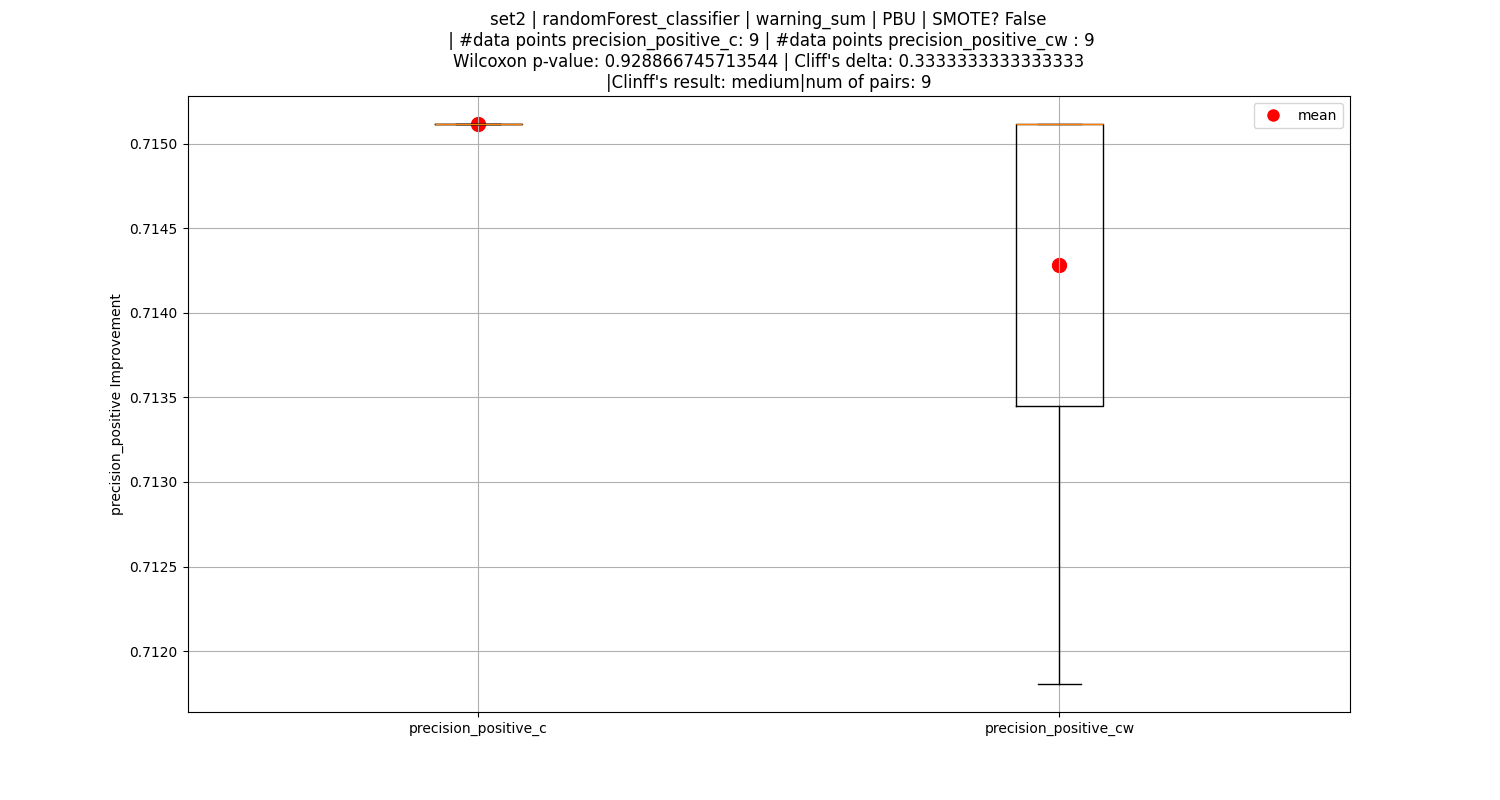 set2 | randomForest_classifier | warning_sum | PBU | SMOTE? False
| #data points precision_positive_c: 9 | #data points precision_positive_cw : 9
Wilcoxon p-value: 0.928866745713544 | Cliff's delta: 0.3333333333333333
|Clinff's result: medium|num of pairs: 9
mean
precision_positive Improvement
0.7150
0.7145
0.7140
0.7135
0.7130
0.7125
0.7120
precision_positive_c
precision_positive_cw